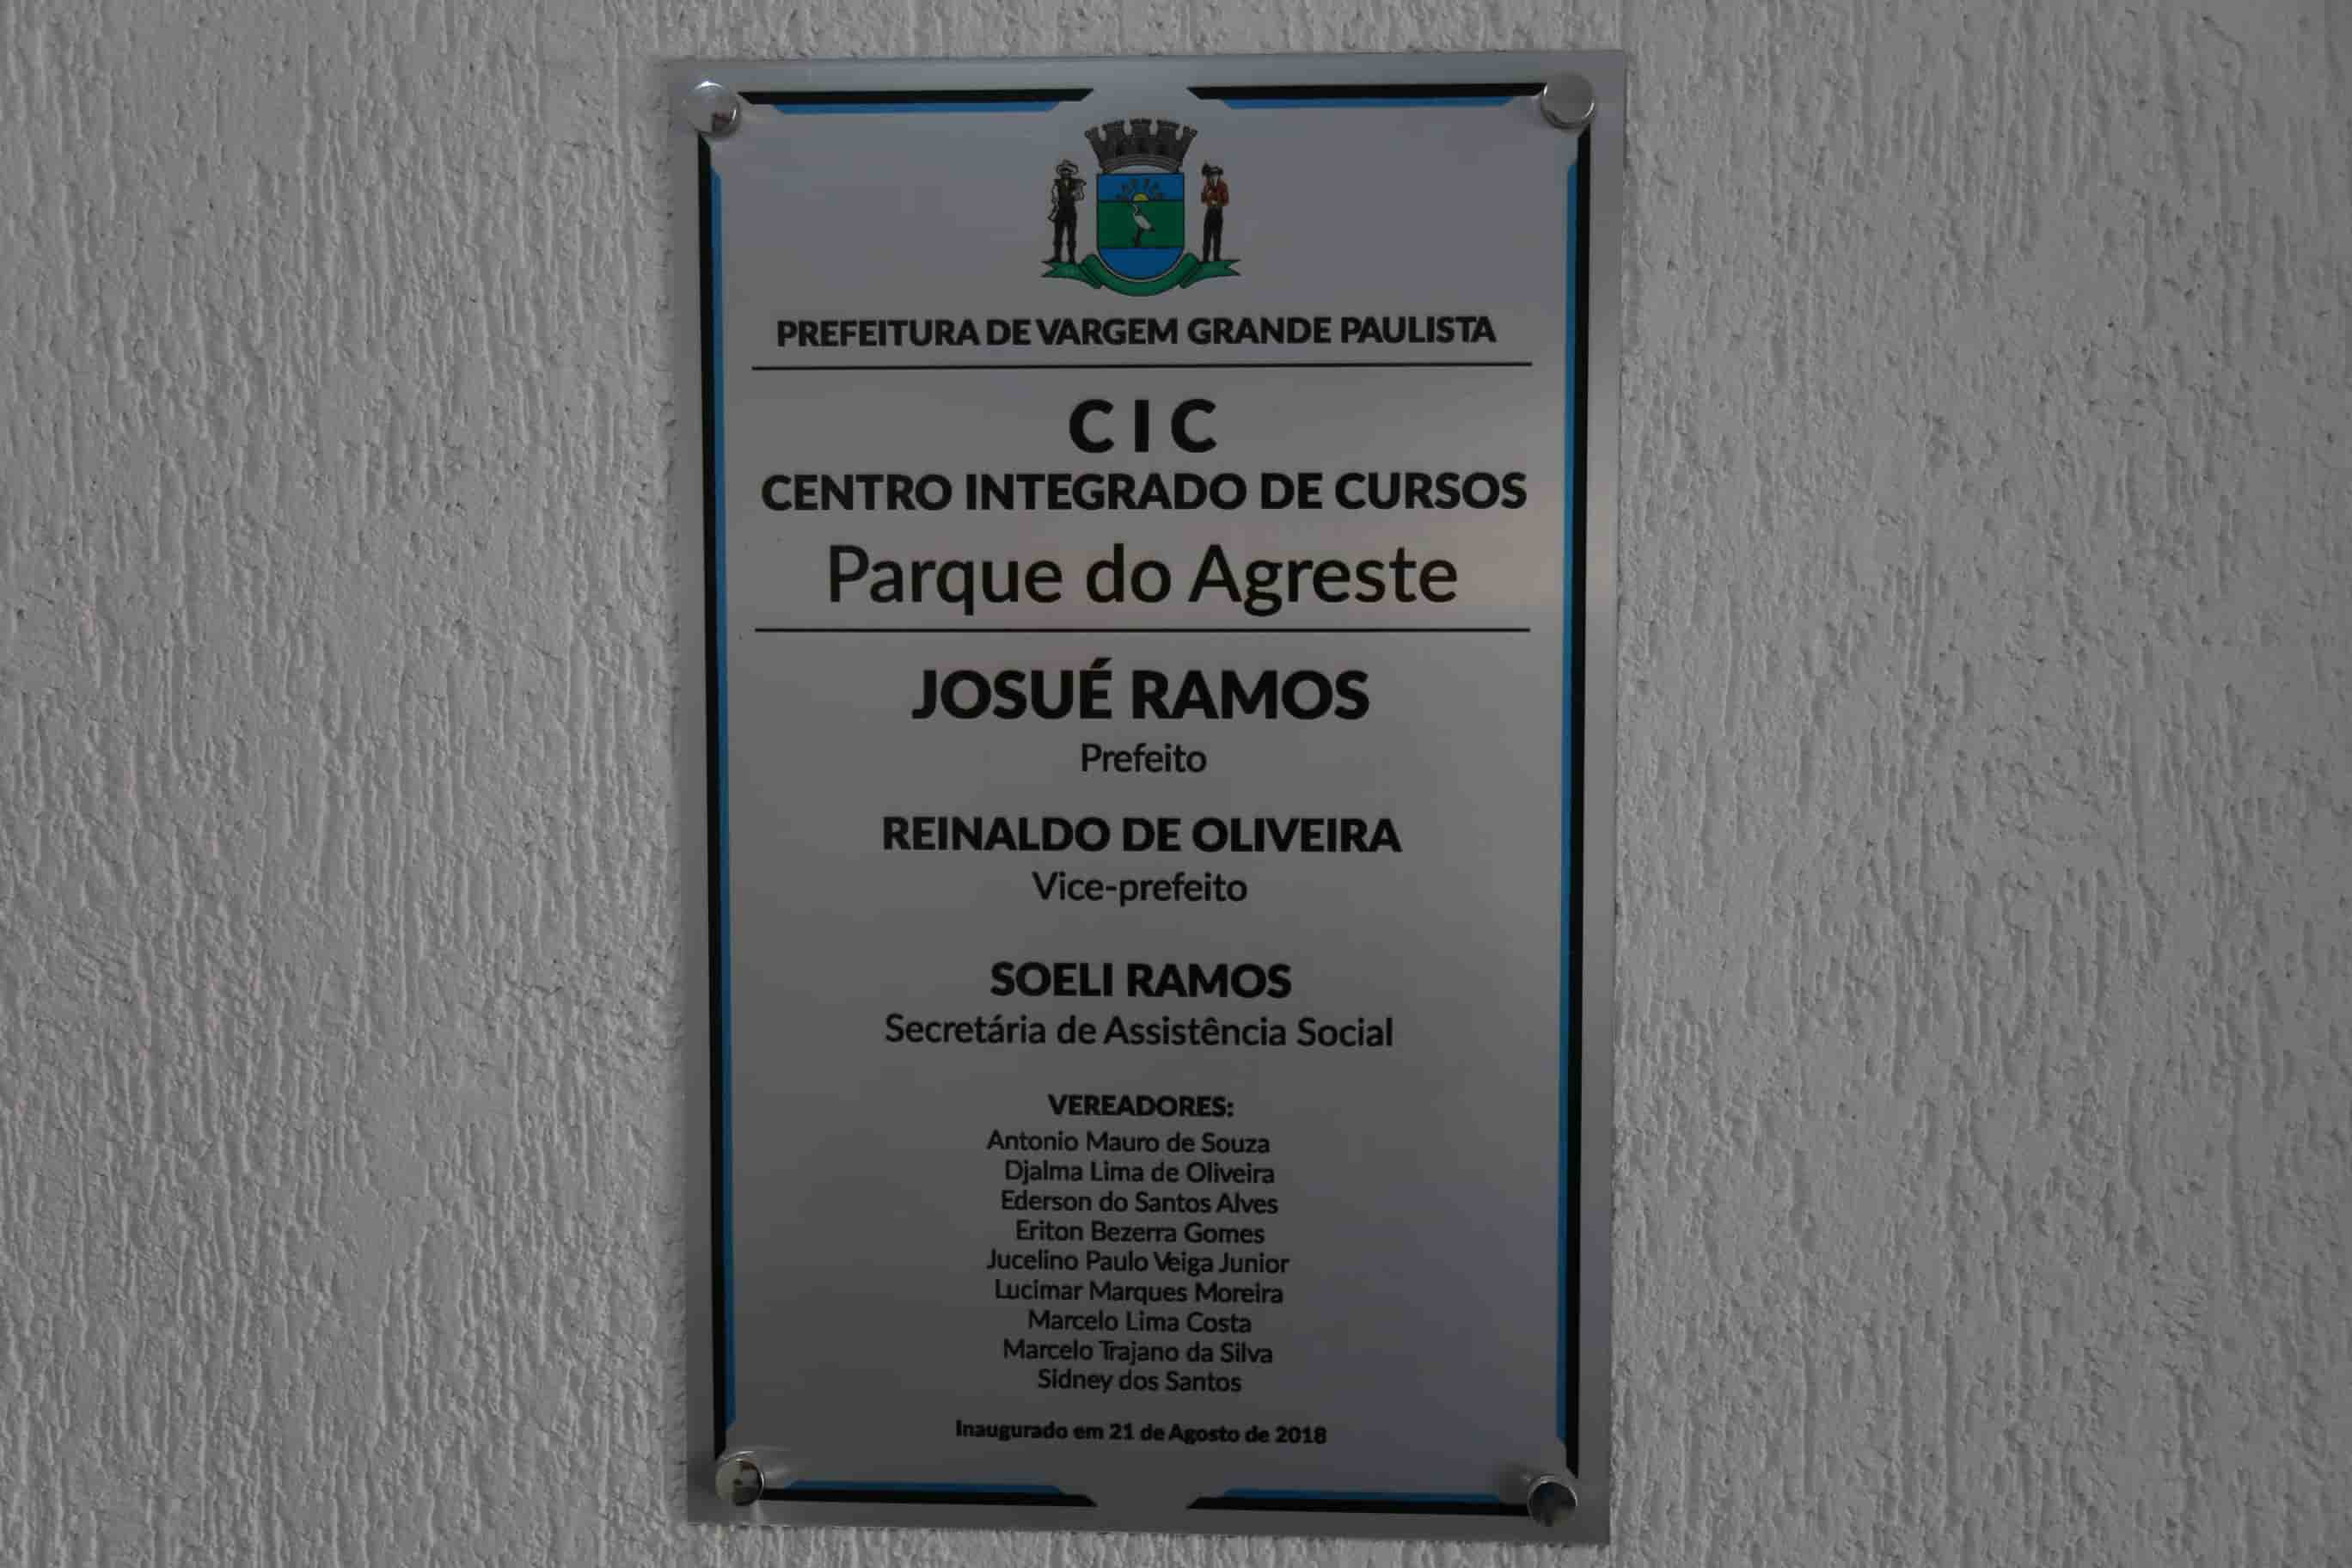 PREFEITURA DE VARGEM GRANDE PAULISTA
C I C
CENTRO INTEGRADO DE CURSOS
Parque do Agreste
JOSUÉ RAMOS
Prefeito
REINALDO DE OLIVEIRA
Vice-prefeito
SOELI RAMOS
Secretária de Assistência Social
VEREADORES:
Antonio Mauro de Souza
Djalma Lima de Oliveira
Ederson do Santos Alves
Eriton Bezerra Gomes
Jucelino Paulo Veiga Junior
Lucimar Marques Moreira
Marcelo Lima Costa
Marcelo Trajano da Silva
Sidney dos Santos
Inaugurado em 21 de Agosto de 2018